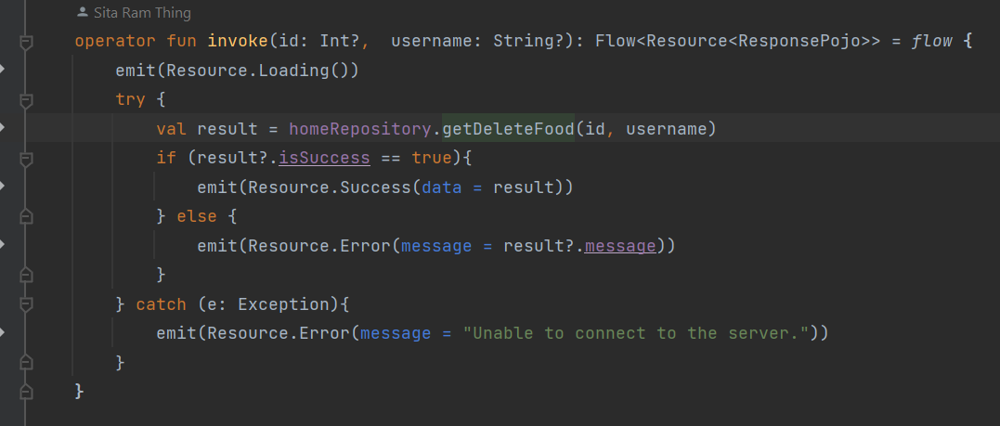 Sita Ram Thing
operator fun invoke(id: Int?,  username: String?): Flow<Resource<ResponsePojo>> = flow {
emit(Resource.Loading())
try {
val result = homeRepository.getDeleteFood(id, username)
if (result?.isSuccess == true){
emit(Resource.Success(data = result))
} else {
emit(Resource.Error(message = result?.message))
}
} catch (e: Exception){
emit(Resource.Error(message = "Unable to connect to the server."))
}
}